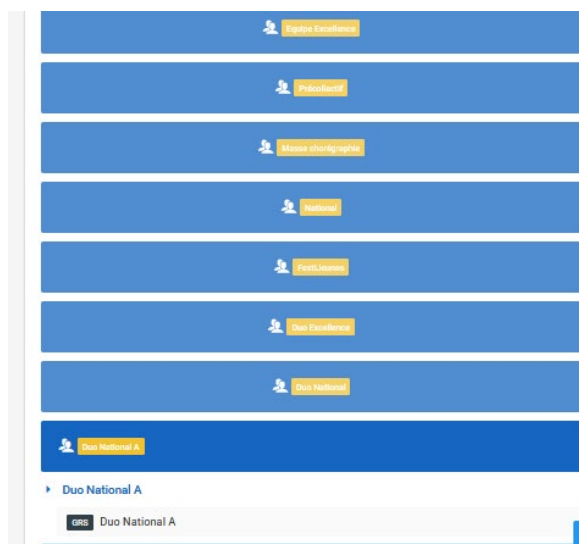 Equipe Excellence
Précollectif
Masse chorégraphie
National
FestiJeunes
Duo Excellence
Duo National
Duo National A
Duo National A
GRS Duo National A